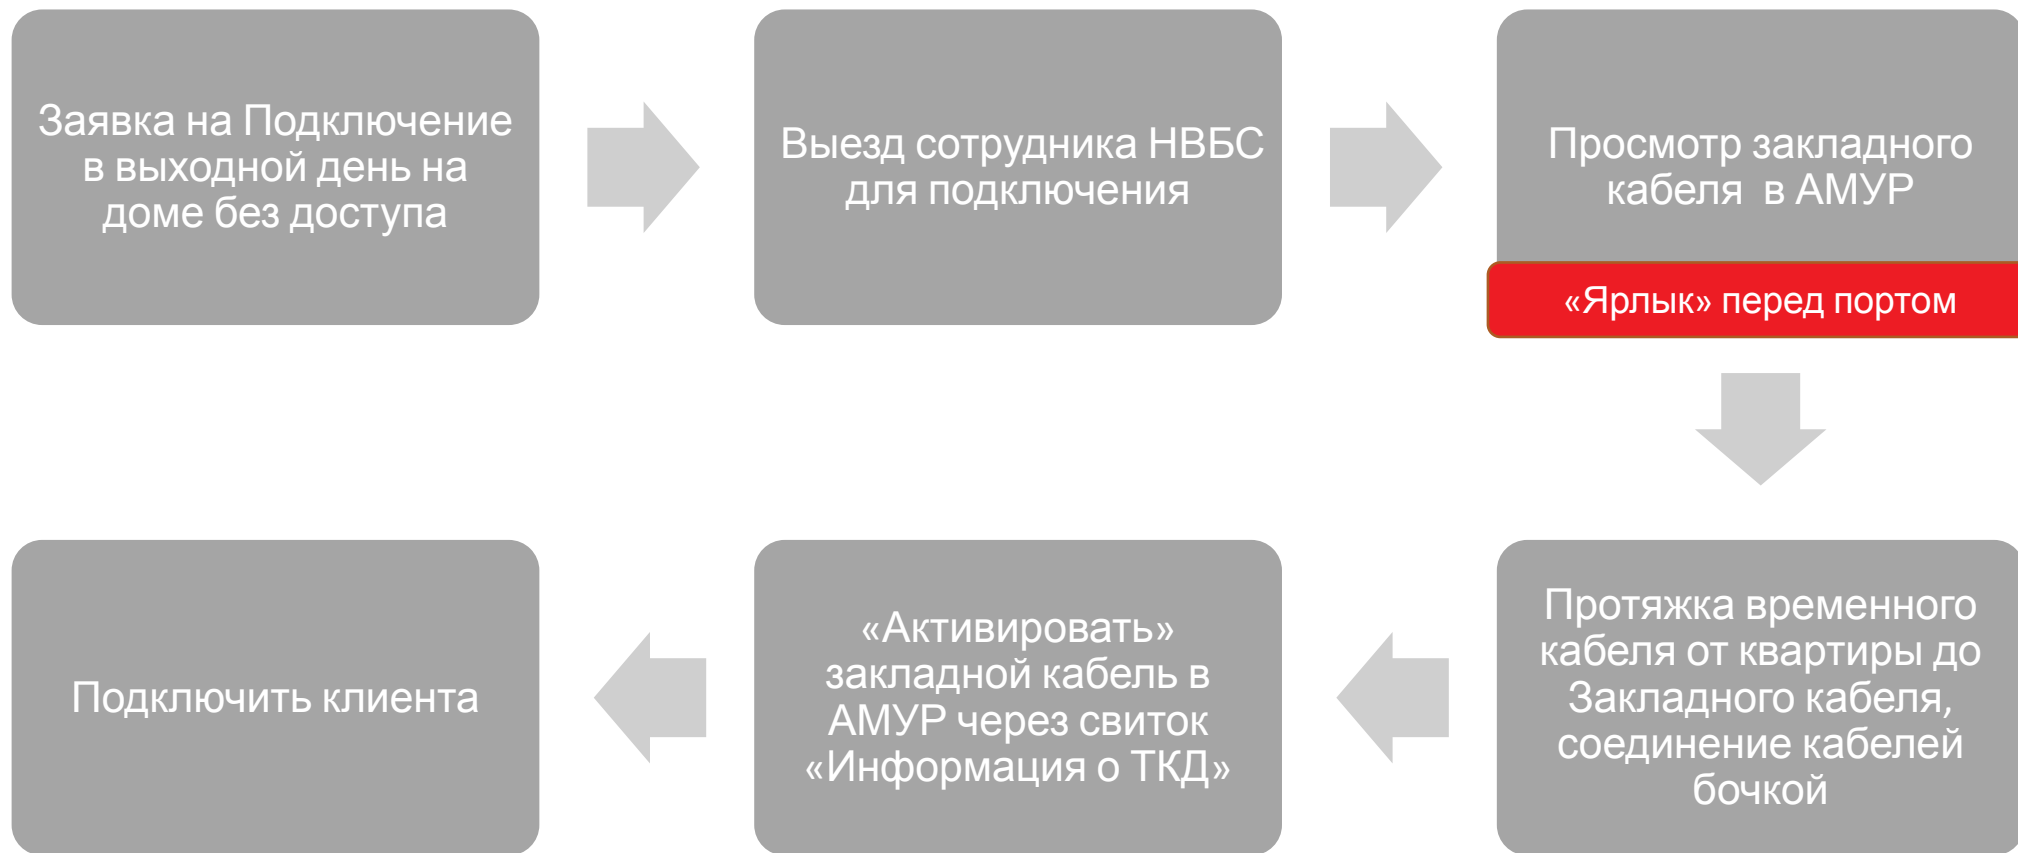 Заявка на Подключение
в выходной день на
доме без доступа
Выезд сотрудника НВБС
для подключения
Просмотр закладного
кабеля в АМУР
«Ярлык» перед портом
Протяжка временного
кабеля от квартиры до
Закладного кабеля,
соединение кабелей
бочкой
«Активировать»
закладной кабель в
АМУР через свиток
«Информация о ТКД»
Подключить клиента